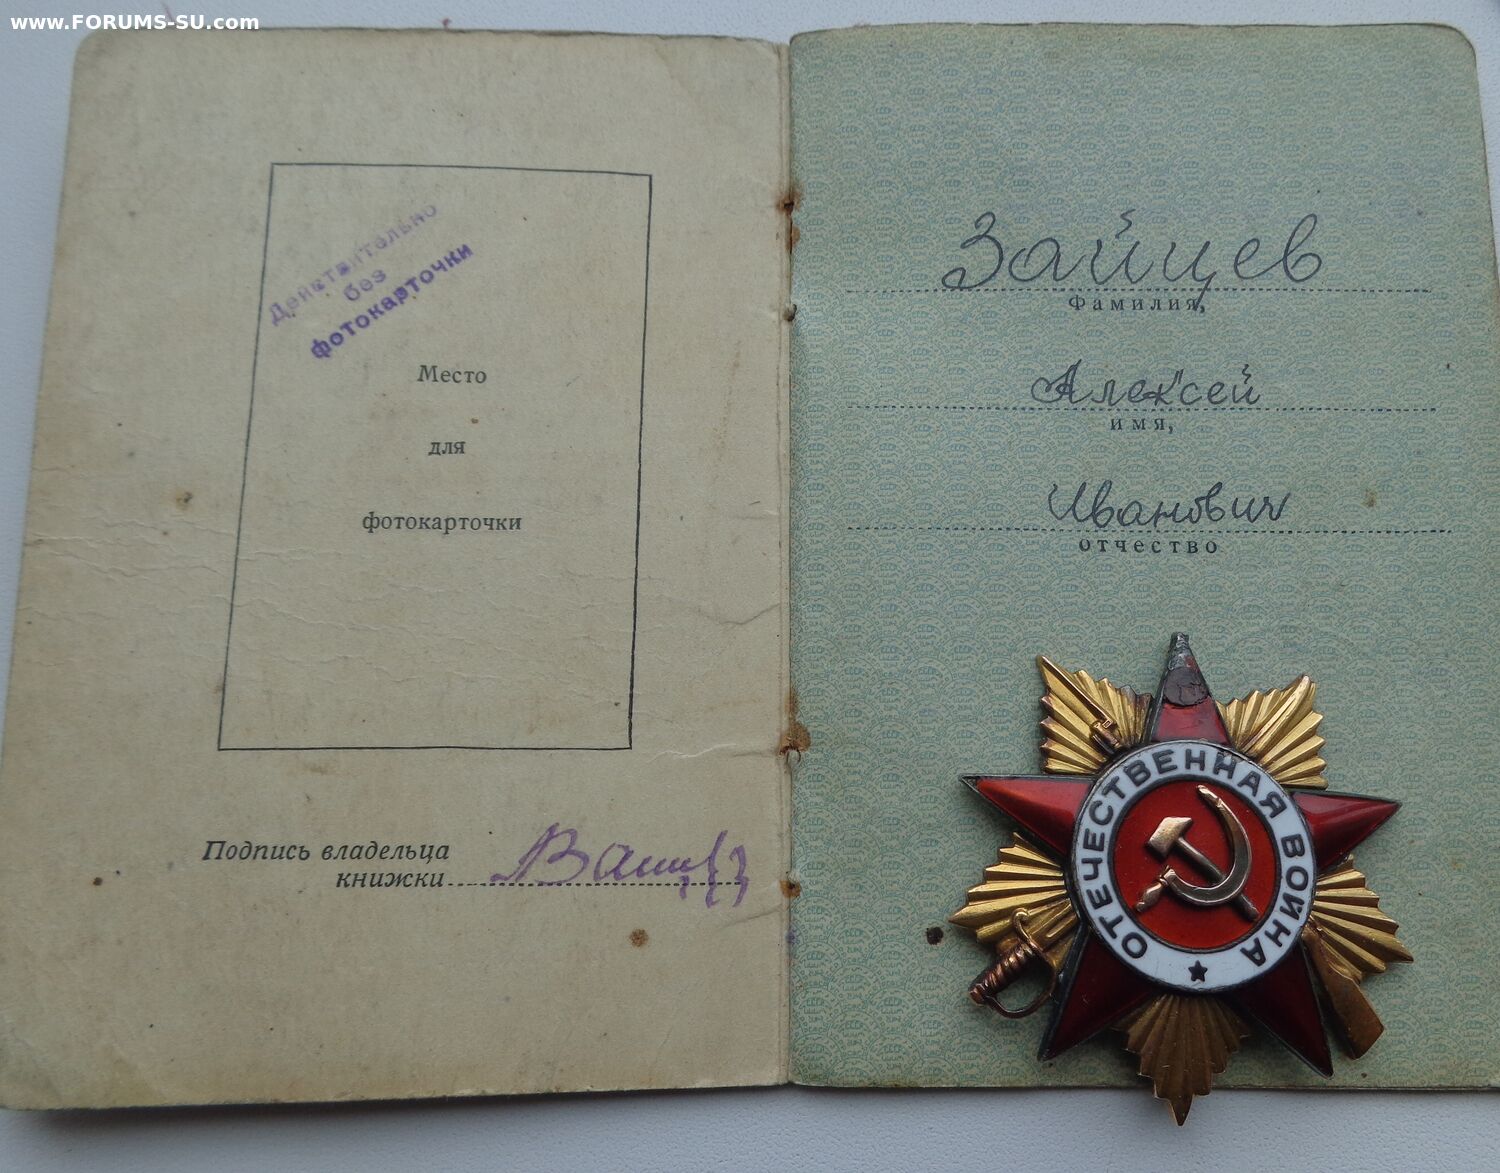 www.FORUMS-SU.com
Действительно
без
фотокарточки
Место
для
фотокарточки
Подпись владельца
книжки
Зайцев
Фамилия,
Алексей
имя,
Иванович
отчество
ОТЕЧЕСТВЕННАЯ ВОЙНА